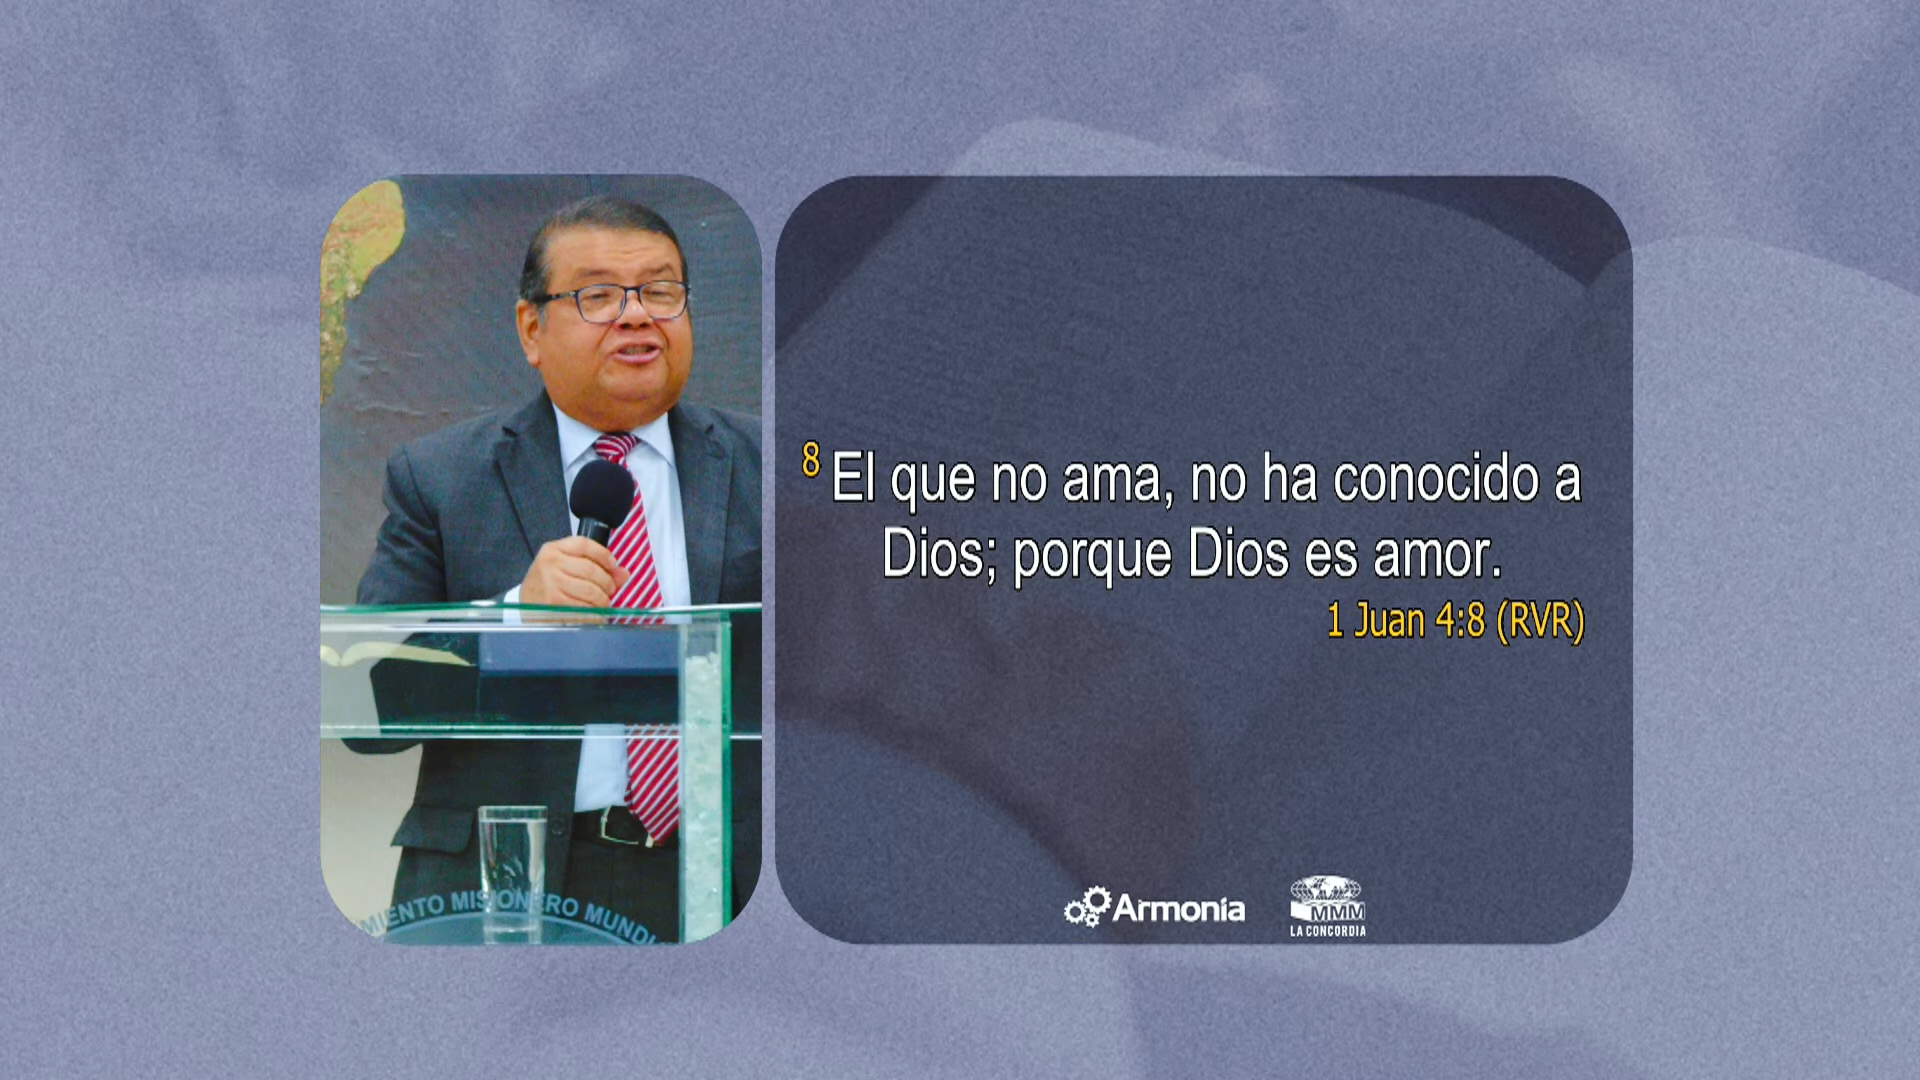 8 El que no ama, no ha conocido a
Dios; porque Dios es amor.
1 Juan 4:8 (RVR)
Armonía
MMM
LA CONCORDIA
MIENTO MISIONERO MUNDI